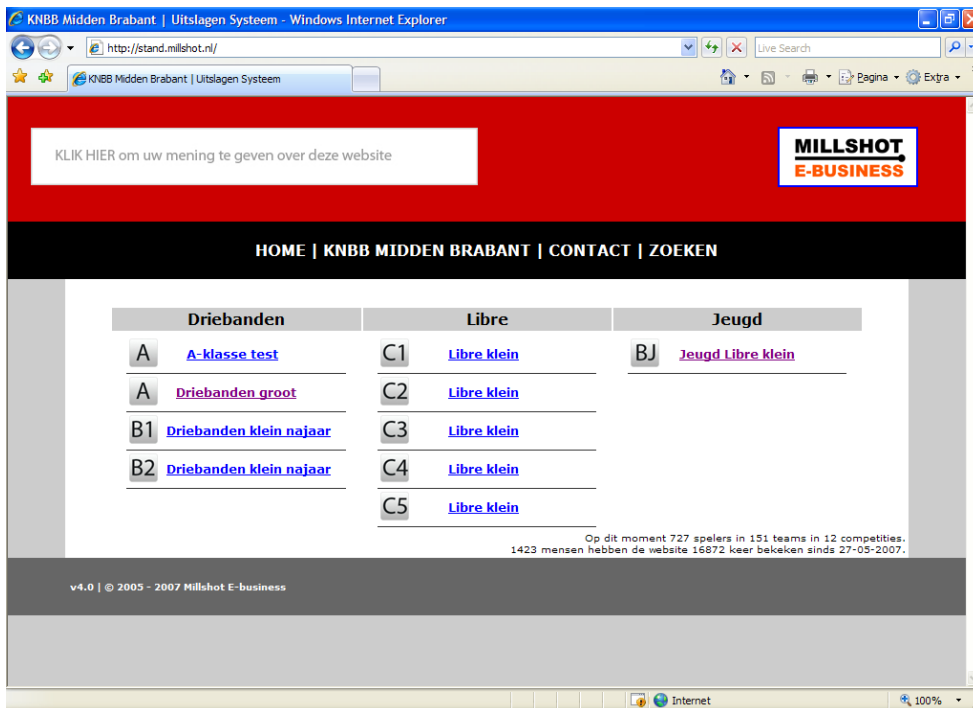 KNBB Midden Brabant | Uitslagen Systeem - Windows Internet Explorer
http://stand.millshot.nl/
Live Search
KNBB Midden Brabant | Uitslagen Systeem
Pagina
Extra
KLIK HIER om uw mening te geven over deze website
MILLSHOT
E-BUSINESS
HOME | KNBB MIDDEN BRABANT | CONTACT | ZOEKEN
Driebanden
A A-klasse test
A Driebanden groot
B1 Driebanden klein najaar
B2 Driebanden klein najaar
Libre
C1 Libre klein
C2 Libre klein
C3 Libre klein
C4 Libre klein
C5 Libre klein
Jeugd
BJ Jeugd Libre klein
Op dit moment 727 spelers in 151 teams in 12 competities.
1423 mensen hebben de website 16872 keer bekeken sinds 27-05-2007.
v4.0 | © 2005 - 2007 Millshot E-business
Internet
100%